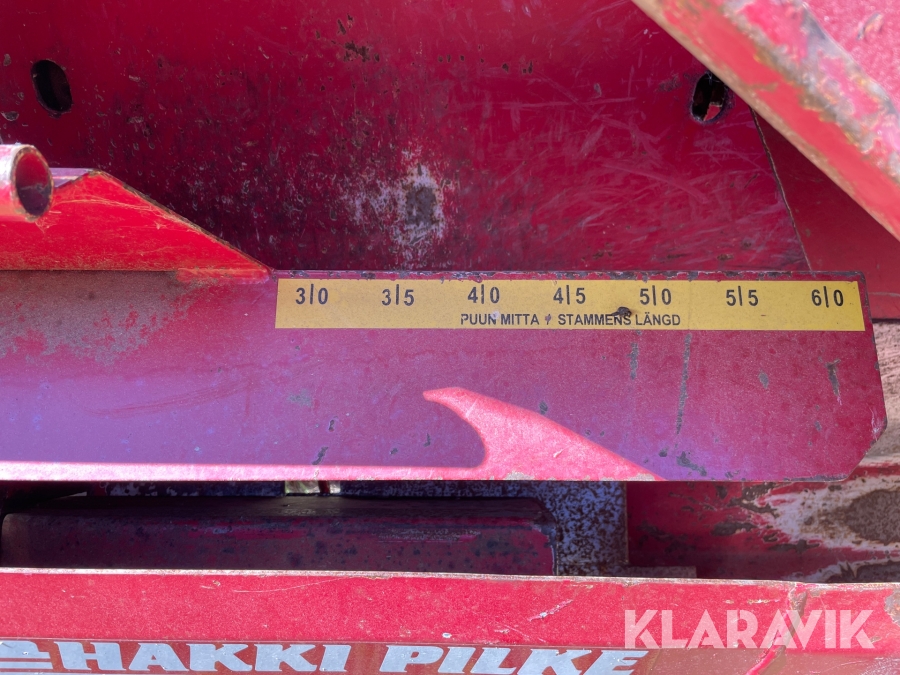 3|0 3|5 4|0 4|5 5|0 5|5 6|0
PUUN MITTA / STAMMENS LÄNGD
KLARAVIK
HAKKI PILKE